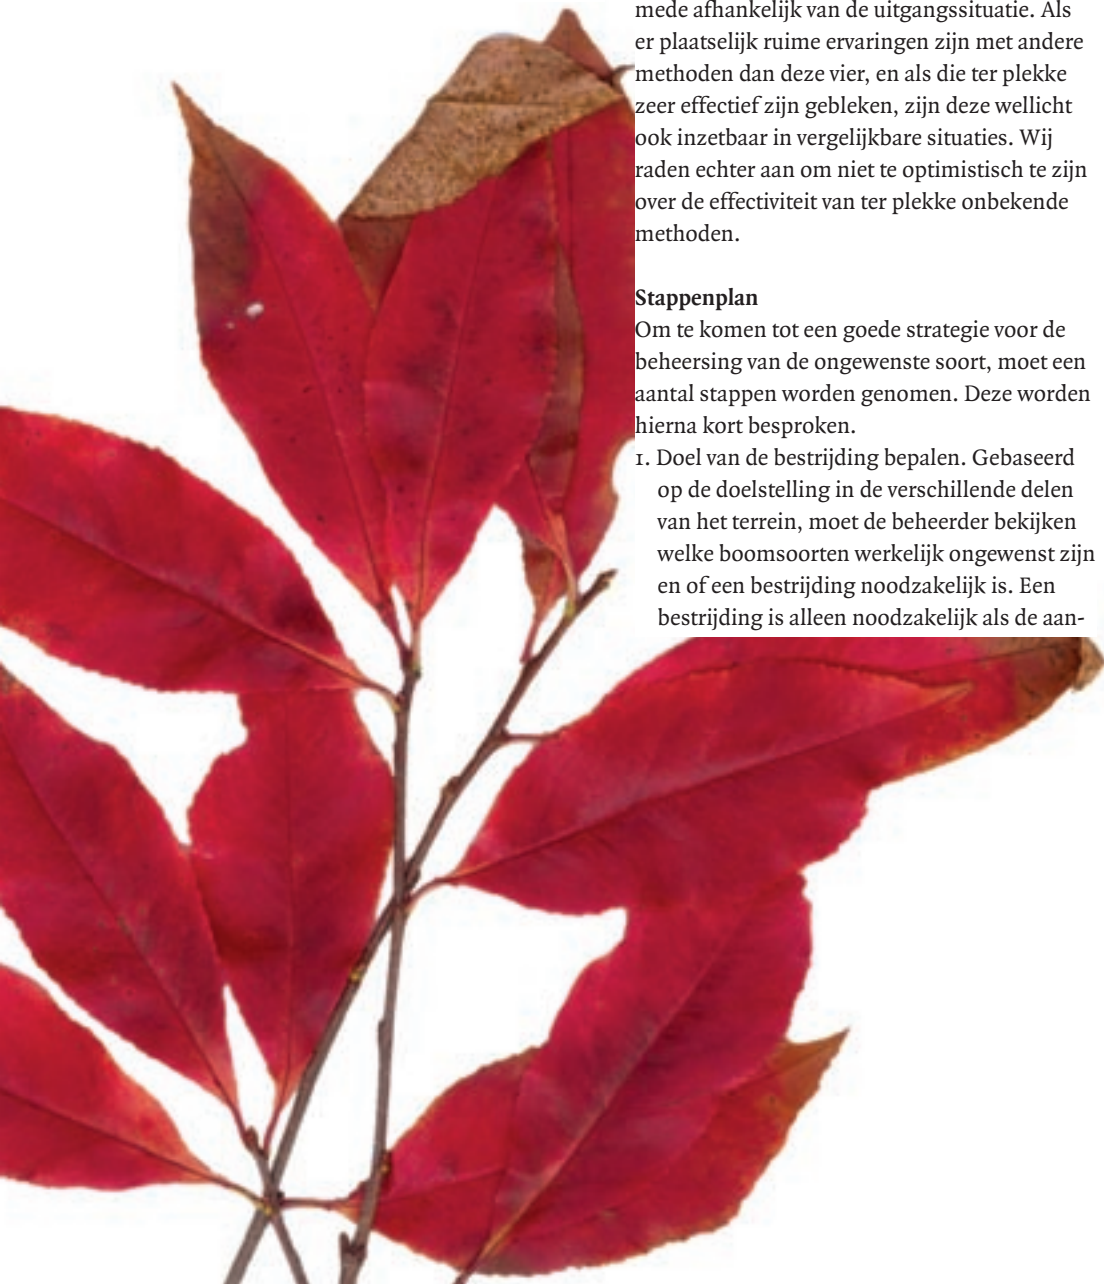 mede afhankelijk van de uitgangssituatie. Als
er plaatselijk ruime ervaringen zijn met andere
methoden dan deze vier, en als die ter plekke
zeer effectief zijn gebleken, zijn deze wellicht
ook inzetbaar in vergelijkbare situaties. Wij
raden echter aan om niet te optimistisch te zijn
over de effectiviteit van ter plekke onbekende
methoden.
Stappenplan
Om te komen tot een goede strategie voor de
beheersing van de ongewenste soort, moet een
aantal stappen worden genomen. Deze worden
hierna kort besproken.
1. Doel van de bestrijding bepalen. Gebaseerd
op de doelstelling in de verschillende delen
van het terrein, moet de beheerder bekijken
welke boomsoorten werkelijk ongewenst zijn
en of een bestrijding noodzakelijk is. Een
bestrijding is alleen noodzakelijk als de aan-